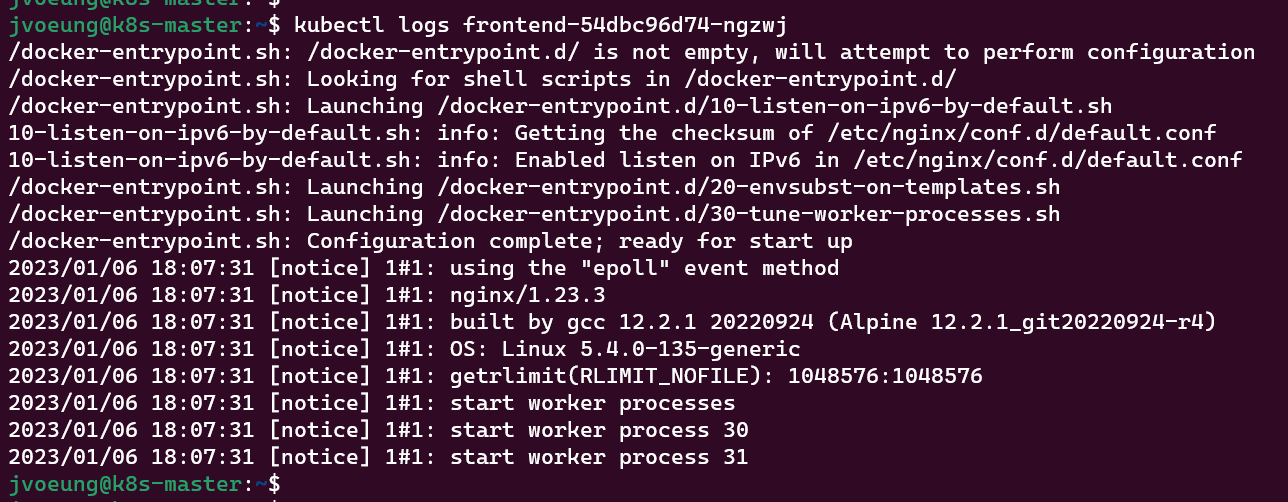 jvoeung@k8s-master:~$
jvoeung@k8s-master:~$ kubectl logs frontend-54dbc96d74-ngzwj
/docker-entrypoint.sh: /docker-entrypoint.d/ is not empty, will attempt to perform configuration
/docker-entrypoint.sh: Looking for shell scripts in /docker-entrypoint.d/
/docker-entrypoint.sh: Launching /docker-entrypoint.d/10-listen-on-ipv6-by-default.sh
10-listen-on-ipv6-by-default.sh: info: Getting the checksum of /etc/nginx/conf.d/default.conf
10-listen-on-ipv6-by-default.sh: info: Enabled listen on IPv6 in /etc/nginx/conf.d/default.conf
/docker-entrypoint.sh: Launching /docker-entrypoint.d/20-envsubst-on-templates.sh
/docker-entrypoint.sh: Launching /docker-entrypoint.d/30-tune-worker-processes.sh
/docker-entrypoint.sh: Configuration complete; ready for start up
2023/01/06 18:07:31 [notice] 1#1: using the "epoll" event method
2023/01/06 18:07:31 [notice] 1#1: nginx/1.23.3
2023/01/06 18:07:31 [notice] 1#1: built by gcc 12.2.1 20220924 (Alpine 12.2.1_git20220924-r4)
2023/01/06 18:07:31 [notice] 1#1: OS: Linux 5.4.0-135-generic
2023/01/06 18:07:31 [notice] 1#1: getrlimit(RLIMIT_NOFILE): 1048576:1048576
2023/01/06 18:07:31 [notice] 1#1: start worker processes
2023/01/06 18:07:31 [notice] 1#1: start worker process 30
2023/01/06 18:07:31 [notice] 1#1: start worker process 31
jvoeung@k8s-master:~$